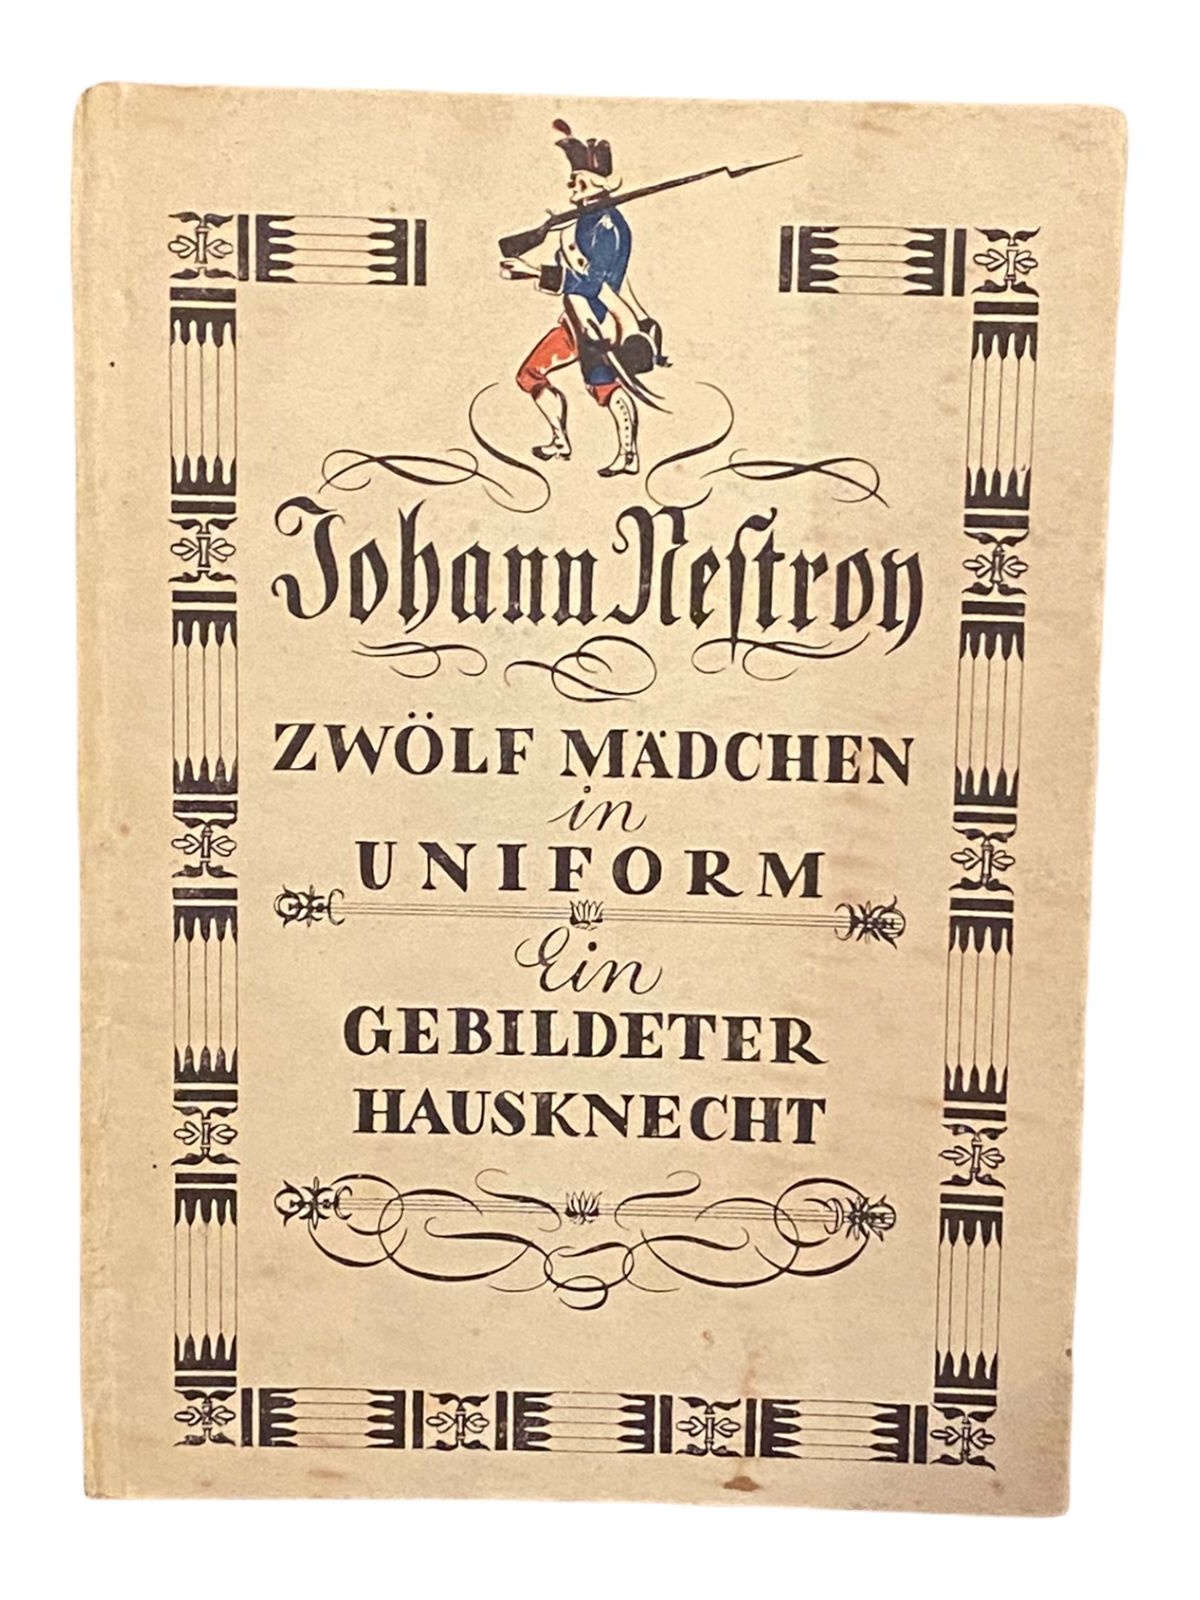 Johann Neſtroy
ZWÖLF MÄDCHEN
in
UNIFORM
Ein
GEBILDETER
HAUSKNECHT